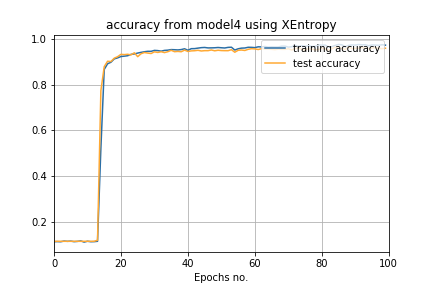 accuracy from model4 using XEntropy
1.0
0.8
0.6
0.4
0.2
training accuracy
test accuracy
0 20 40 60 80 100
Epochs no.